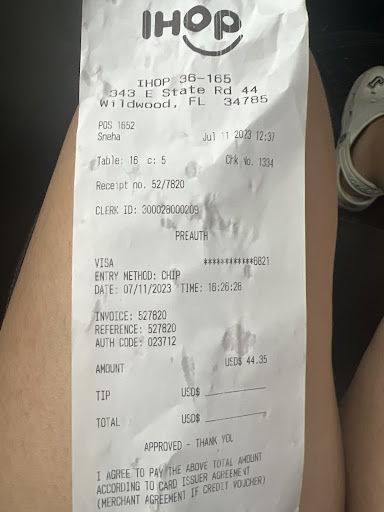 IHOP
IHOP 36-165
343 E State Rd 44
Wildwood, FL 34785
POS 1652
Sneha Jul 11 2023 12:37
Table: 16 c: 5 Chk No. 1334
Receipt no. 52/7820
CLERK ID: 300028000209
PREAUTH
VISA ************6821
ENTRY METHOD: CHIP
DATE: 07/11/2023 TIME: 16:26:28
INVOICE: 527820
REFERENCE: 527820
AUTH CODE: 023712
AMOUNT USD$ 44.35
TIP USD$
TOTAL USD$
APPROVED - THANK YOU
I AGREE TO PAY THE ABOVE TOTAL AMOUNT
ACCORDING TO CARD ISSUER AGREEMENT
(MERCHANT AGREEMENT IF CREDIT VOUCHER)